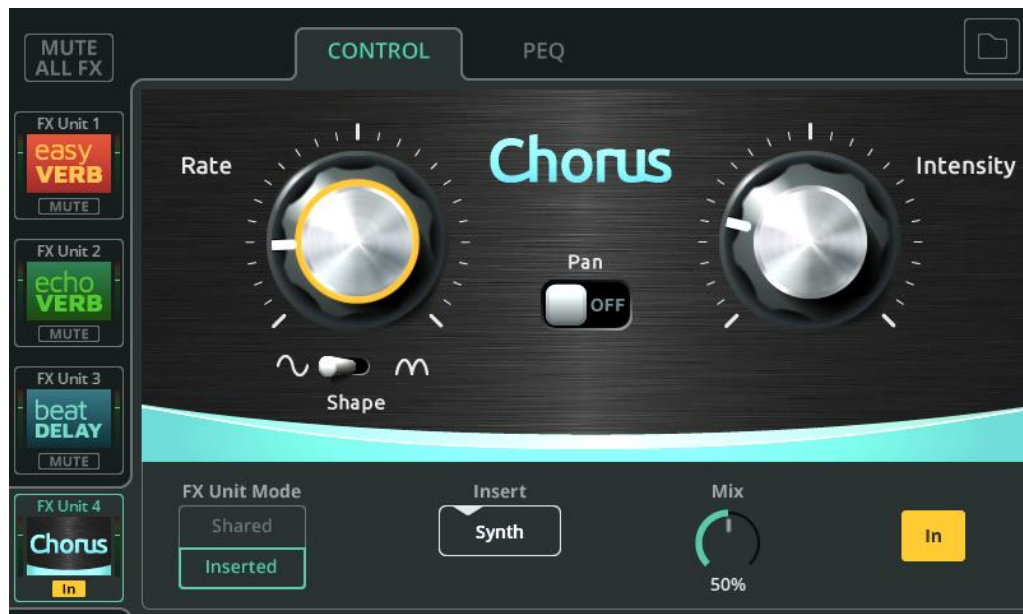 MUTE
ALL FX
CONTROL
PEQ
FX Unit 1
easy
VERB
MUTE
FX Unit 2
echo
VERB
MUTE
FX Unit 3
beat
DELAY
MUTE
FX Unit 4
Chorus
In
Rate
Chorus
Intensity
Pan
OFF
Shape
FX Unit Mode
Shared
Inserted
Insert
Synth
Mix
50%
In